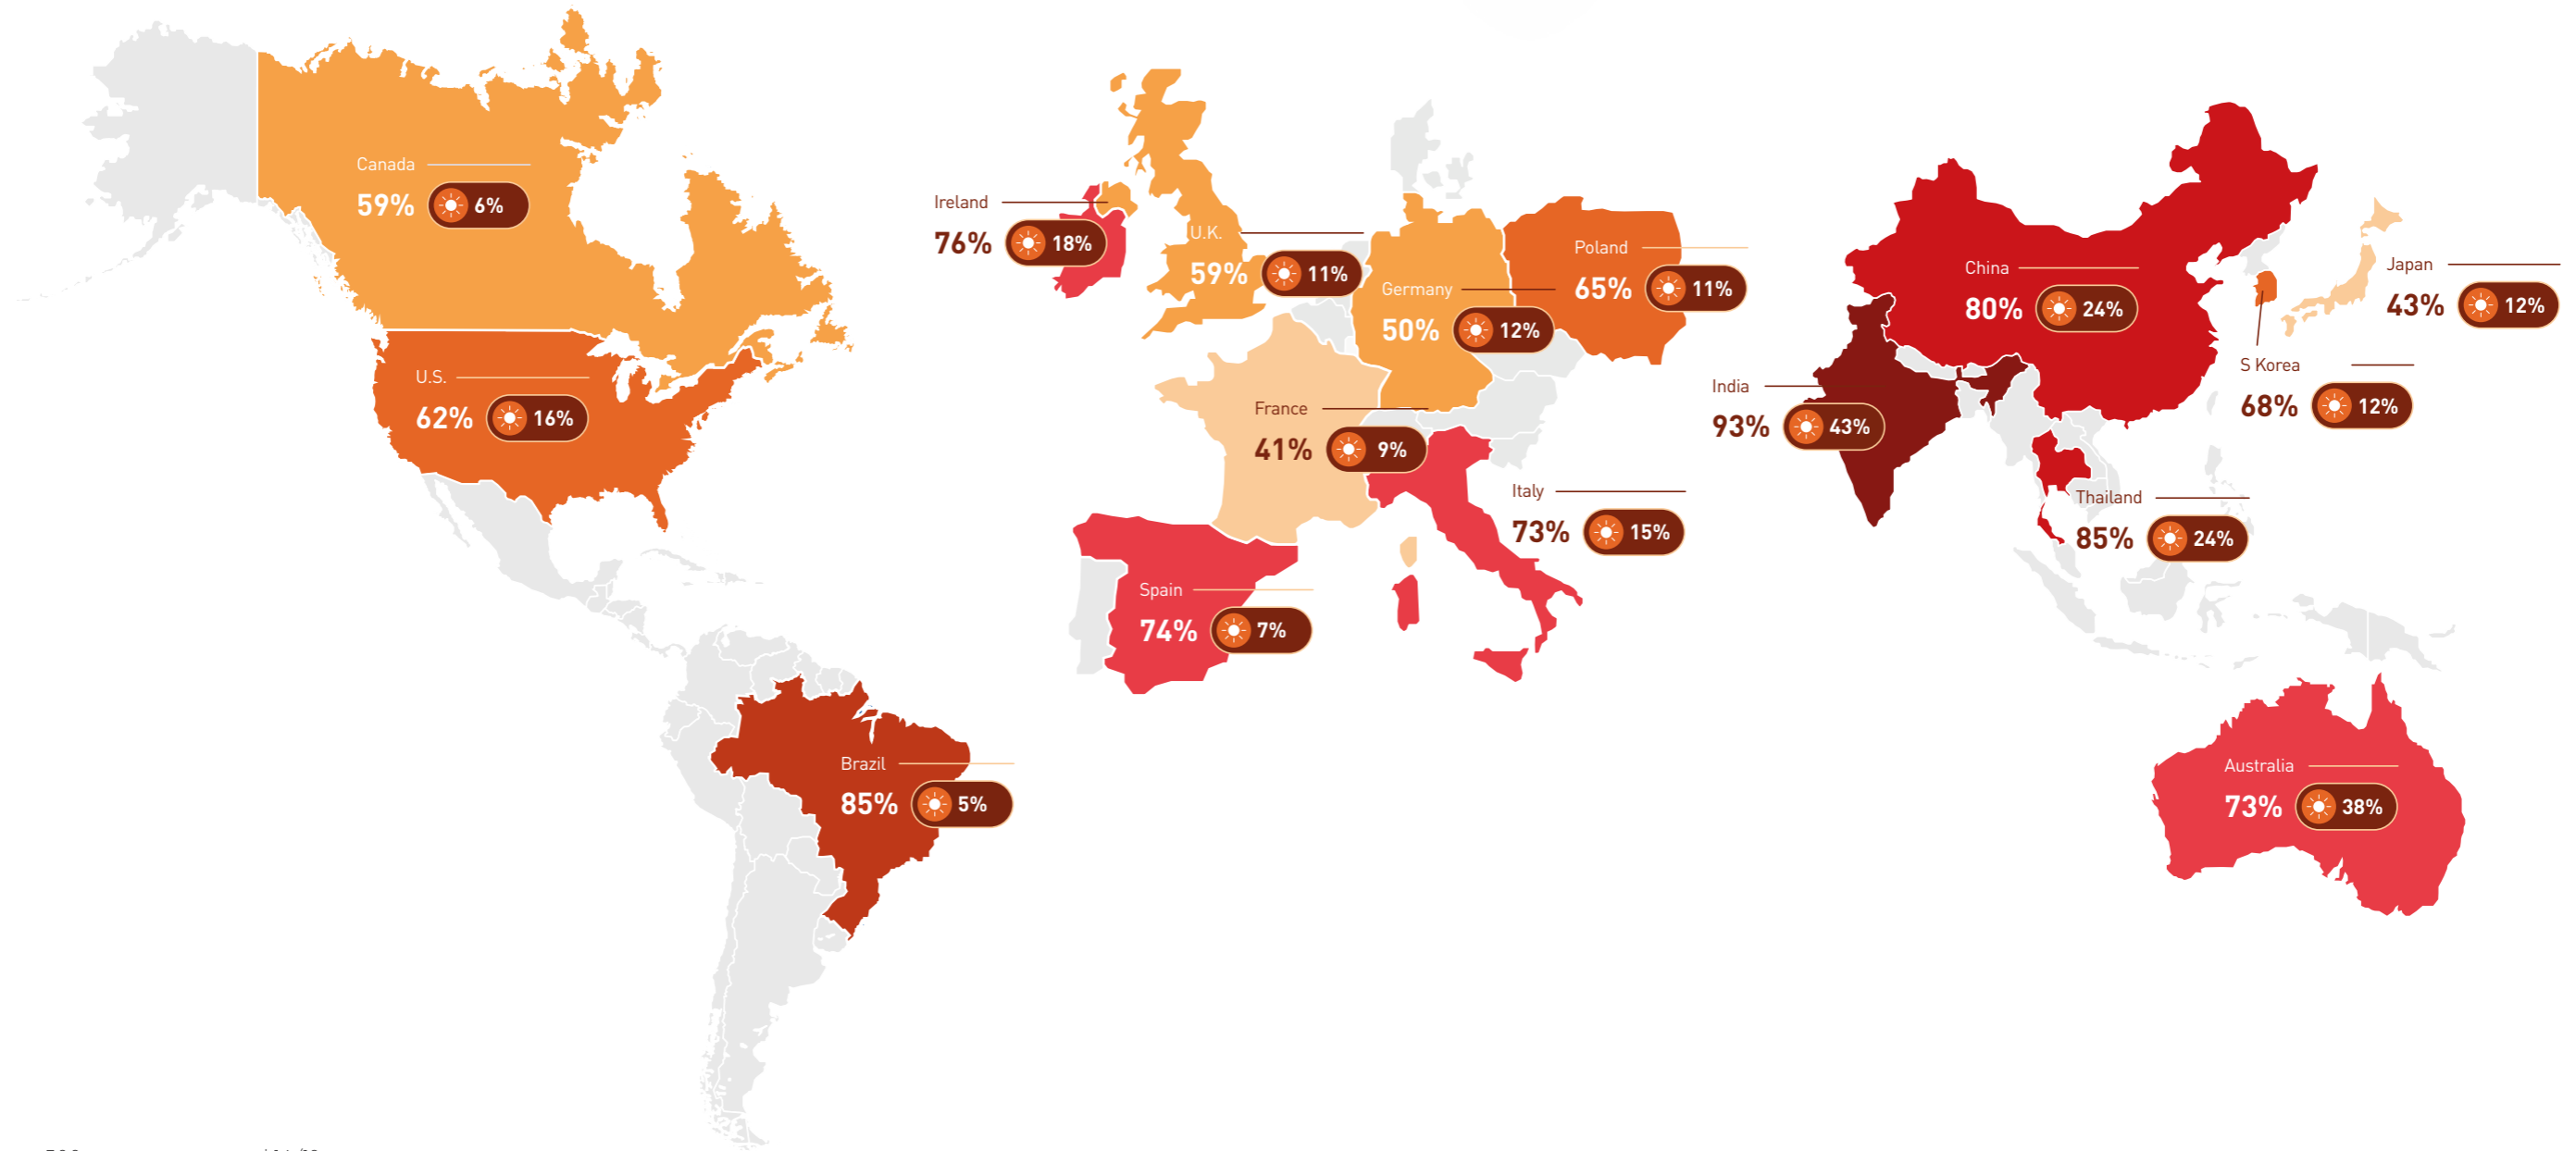 Canada
59% 6%
U.S.
62% 16%
Brazil
85% 5%
Ireland
76% 18%
U.K.
59% 11%
Germany
50% 12%
Poland
65% 11%
France
41% 9%
Italy
73% 15%
Spain
74% 7%
China
80% 24%
Japan
43% 12%
S Korea
68% 12%
India
93% 43%
Thailand
85% 24%
Australia
73% 38%